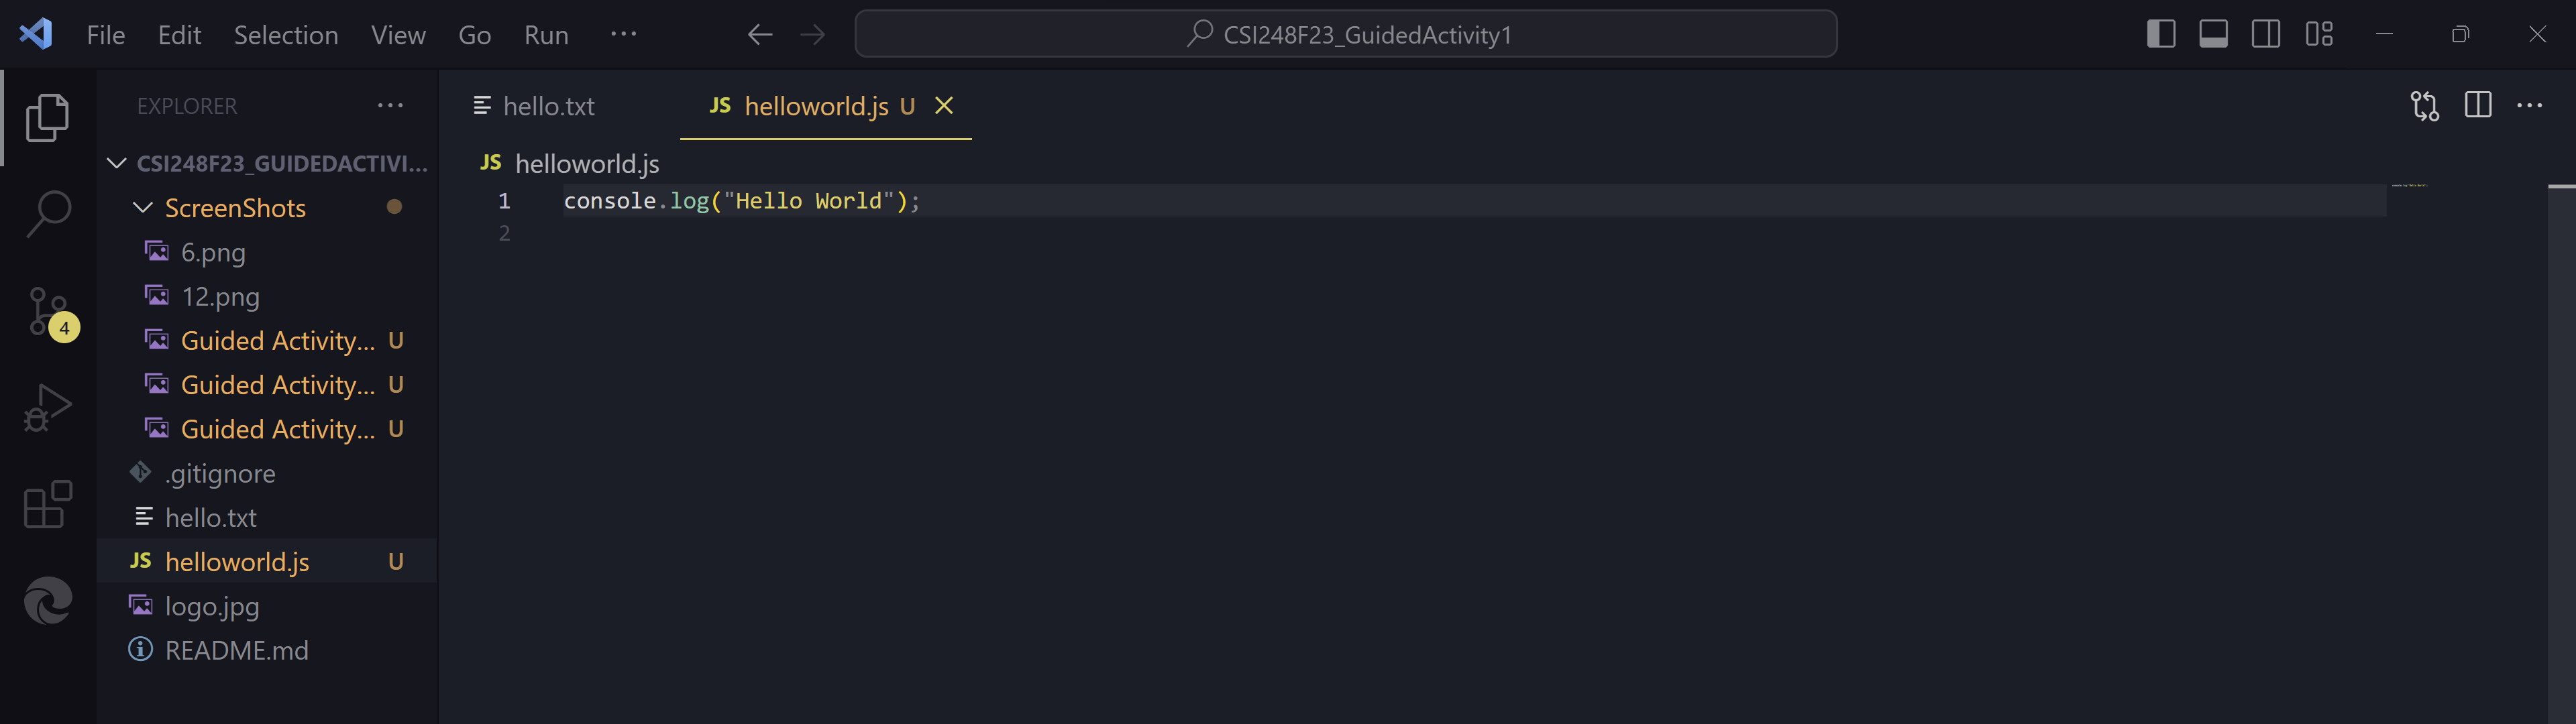 File Edit Selection View Go Run ··· CSI248F23_GuidedActivity1
EXPLORER ···
CSI248F23_GUIDEDACTIVI...
ScreenShots
6.png
12.png
Guided Activity... U
Guided Activity... U
Guided Activity... U
.gitignore
hello.txt
JS helloworld.js U
logo.jpg
README.md
4
hello.txt JS helloworld.js U
JS helloworld.js
1 console.log("Hello World");
2